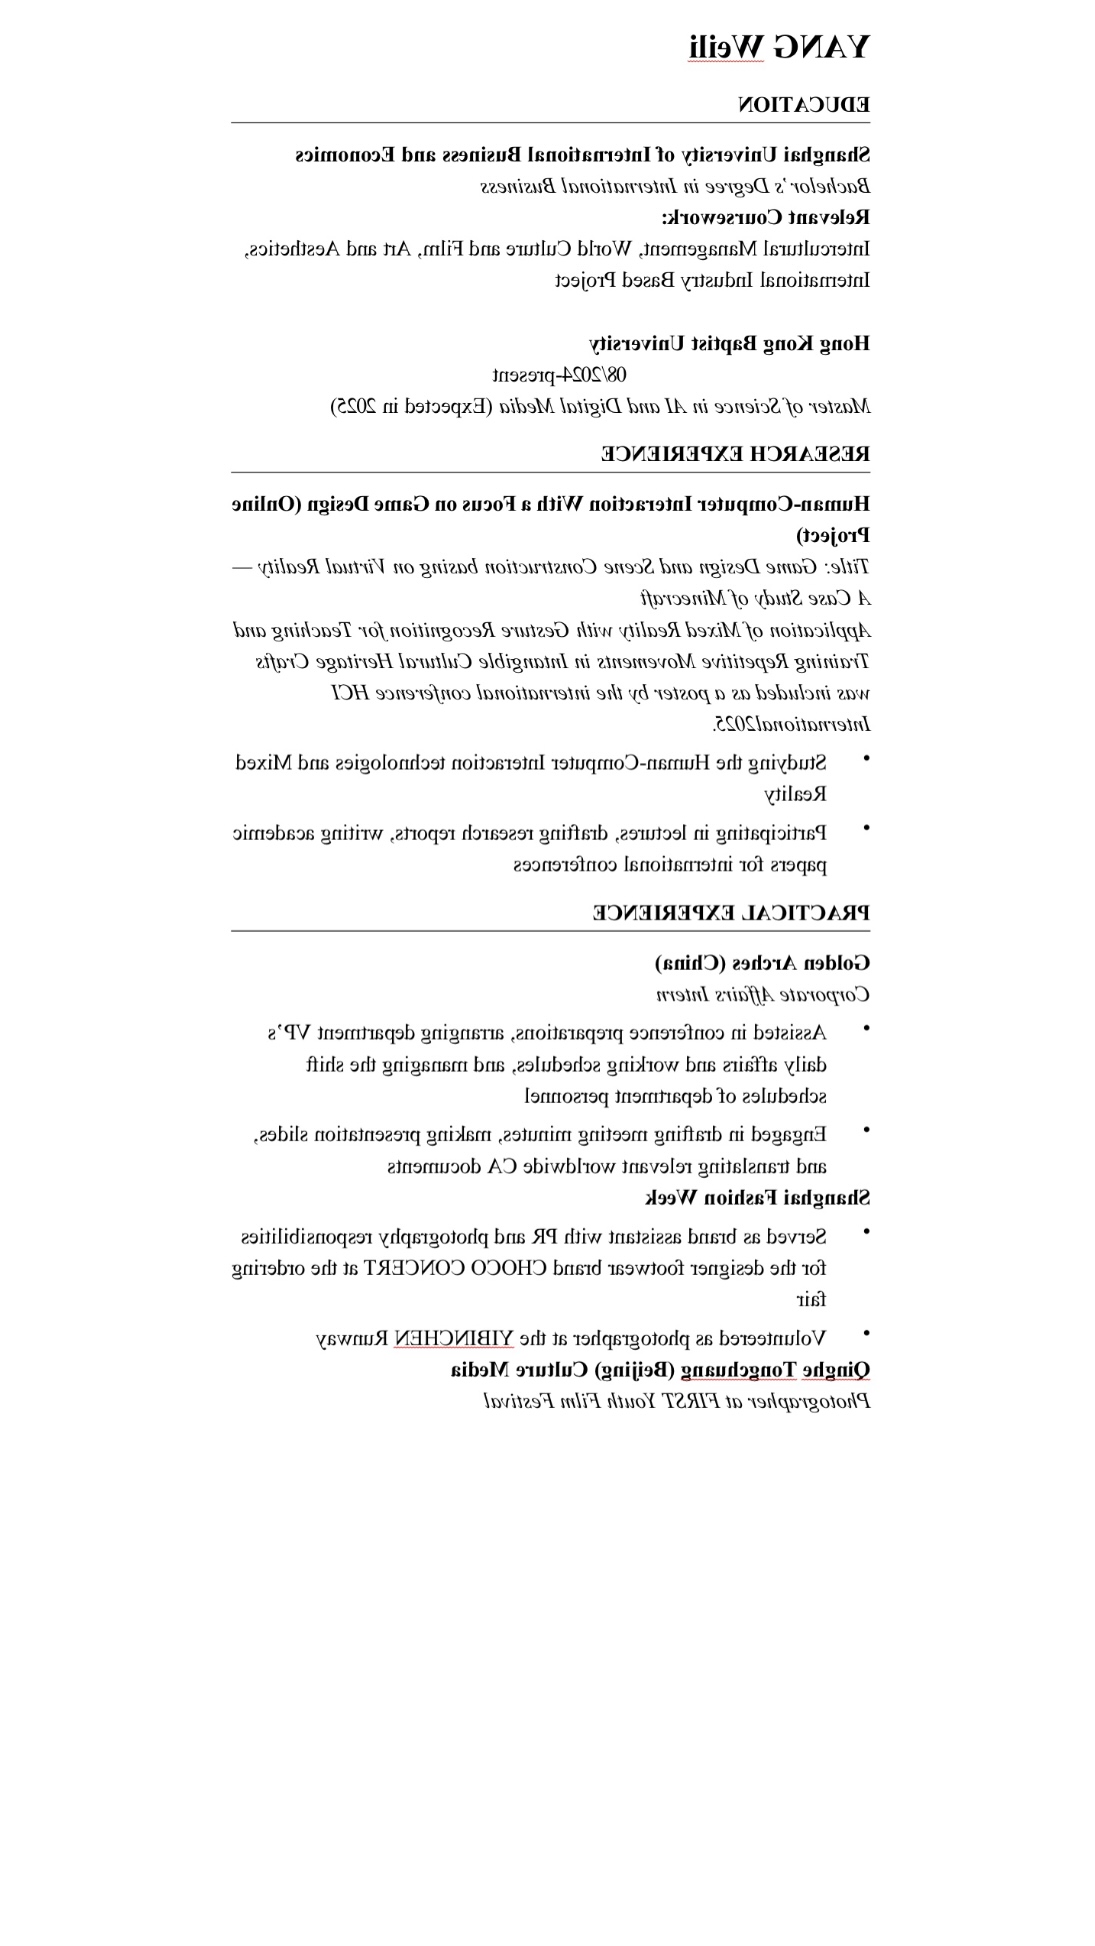 YANG Weili
EDUCATION
Shanghai University of International Business and Economics
Bachelor's Degree in International Business
Relevant Coursework:
Intercultural Management, World Culture and Film, Art and Aesthetics,
International Industry Based Project
Hong Kong Baptist University
08/2024-present
Master of Science in AI and Digital Media (Expected in 2025)
RESEARCH EXPERIENCE
Human-Computer Interaction With a Focus on Game Design (Online
Project)
Title: Game Design and Scene Construction basing on Virtual Reality —
A Case Study of Minecraft
Application of Mixed Reality with Gesture Recognition for Teaching and
Training Repetitive Movements in Intangible Cultural Heritage Crafts
was included as a poster by the international conference HCI
International2025.
• Studying the Human-Computer Interaction technologies and Mixed
Reality
• Participating in lectures, drafting research reports, writing academic
papers for international conferences
PRACTICAL EXPERIENCE
Golden Arches (China)
Corporate Affairs Intern
• Assisted in conference preparations, arranging department VP's
daily affairs and working schedules, and managing the shift
schedules of department personnel
• Engaged in drafting meeting minutes, making presentation slides,
and translating relevant worldwide CA documents
Shanghai Fashion Week
• Served as brand assistant with PR and photography responsibilities
for the designer footwear brand CHOCO CONCERT at the ordering
fair
• Volunteered as photographer at the YIBINCHEN Runway
Qinghe Tongchuang (Beijing) Culture Media
Photographer at FIRST Youth Film Festival